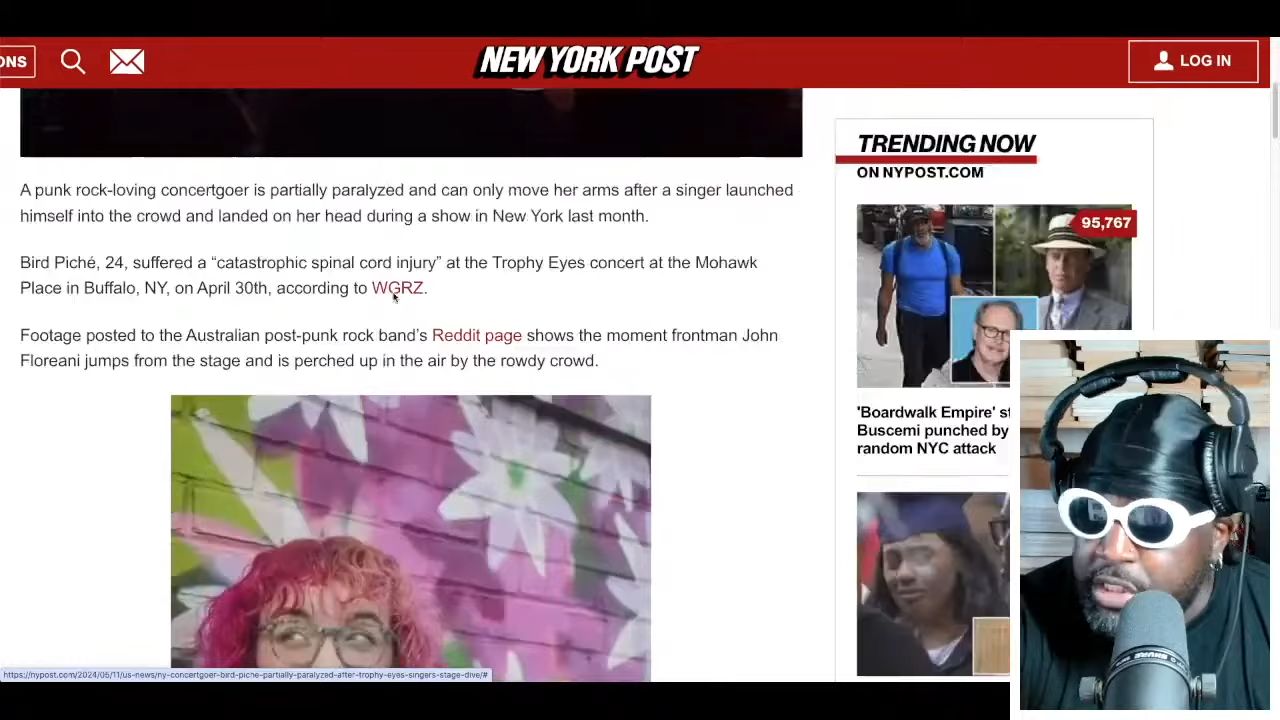 ONS
NEW YORK POST
LOG IN
A punk rock-loving concertgoer is partially paralyzed and can only move her arms after a singer launched
himself into the crowd and landed on her head during a show in New York last month.
Bird Piché, 24, suffered a “catastrophic spinal cord injury” at the Trophy Eyes concert at the Mohawk
Place in Buffalo, NY, on April 30th, according to WGRZ.
Footage posted to the Australian post-punk rock band’s Reddit page shows the moment frontman John
Floreani jumps from the stage and is perched up in the air by the rowdy crowd.
TRENDING NOW
ON NYPOST.COM
95,767
'Boardwalk Empire' st
Buscemi punched by
random NYC attack
https://nypost.com/2024/05/11/us-news/ny-concertgoer-bird-piche-partially-paralyzed-after-trophy-eyes-singers-stage-dive/#